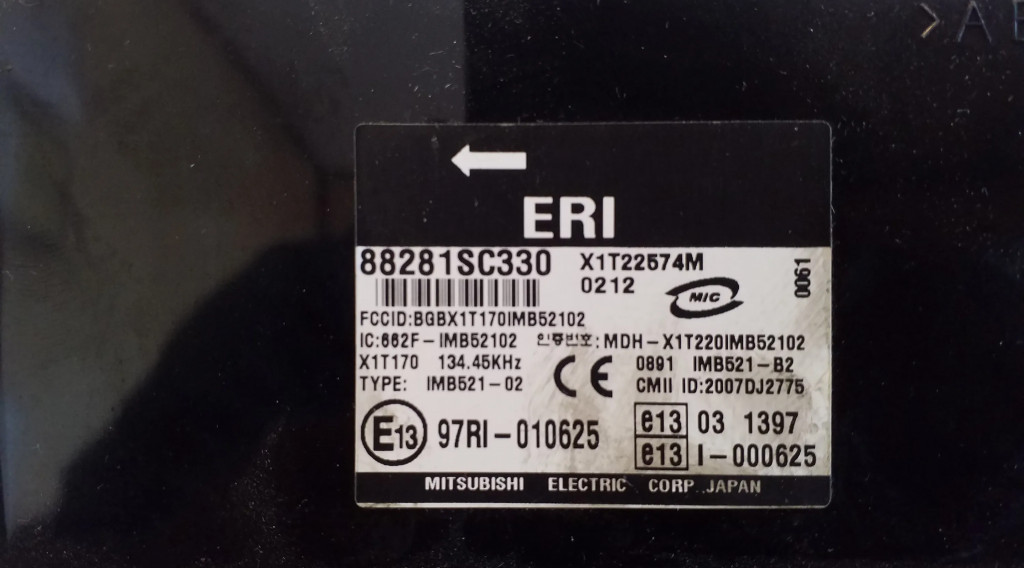 >A
ERI
88281SC330 X1T22574M
0212
MIC
0061
FCCID:BGBX1T170IMB52102
IC:662F-IMB52102 인증번호:MDH-X1T220IMB52102
X1T170 134.45KHz CE 0891 IMB521-B2
TYPE: IMB521-02 CMII ID:2007DJ2775
E13 97RI-010625 e13 03 1397
e13 I-000625
MITSUBISHI ELECTRIC CORP. JAPAN